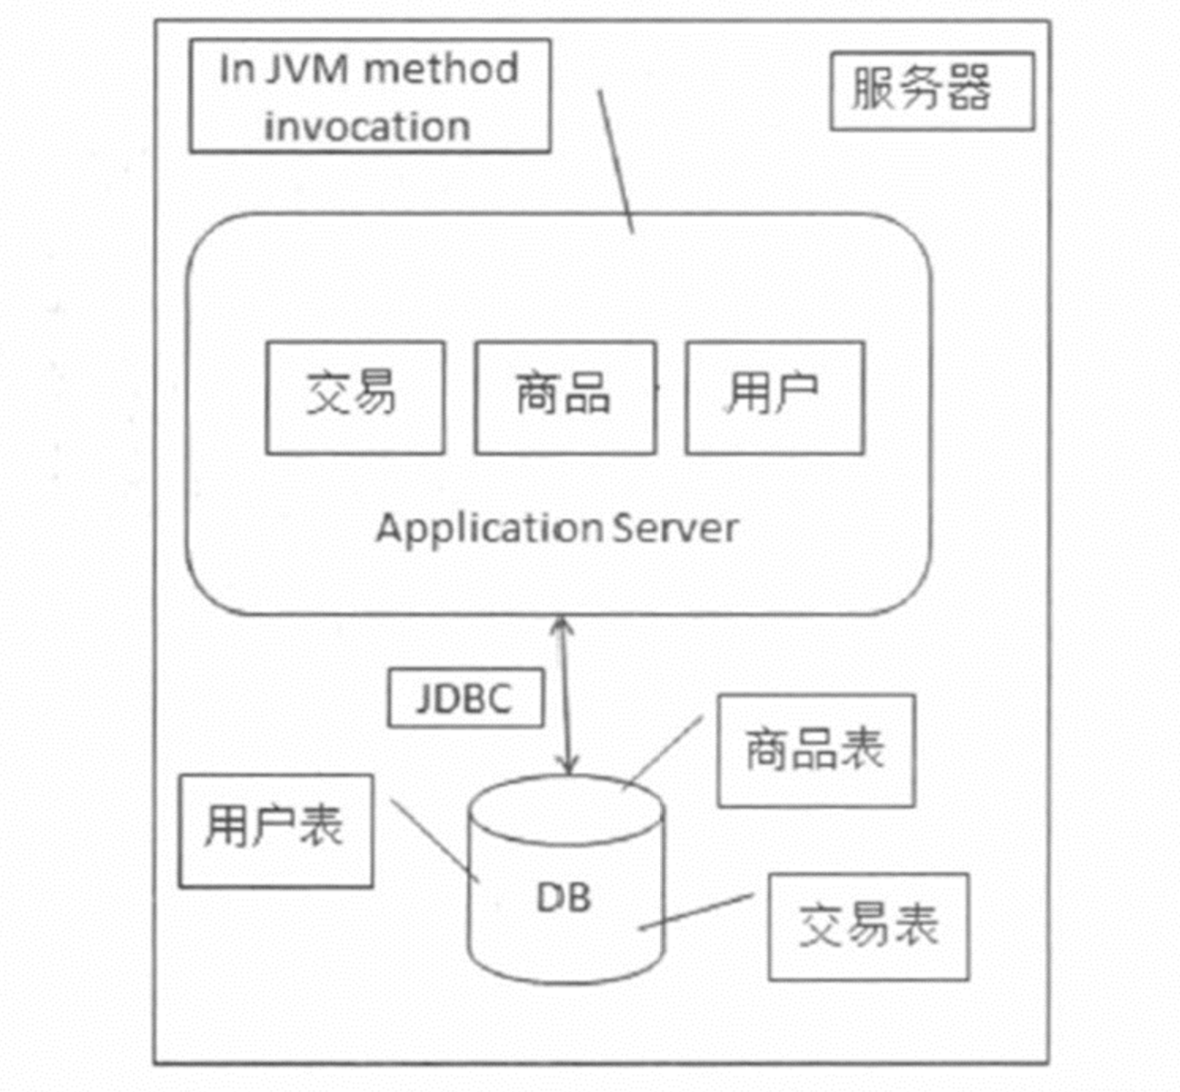 In JVM method
invocation
服务器
交易
商品
用户
Application Server
JDBC
商品表
用户表
DB
交易表